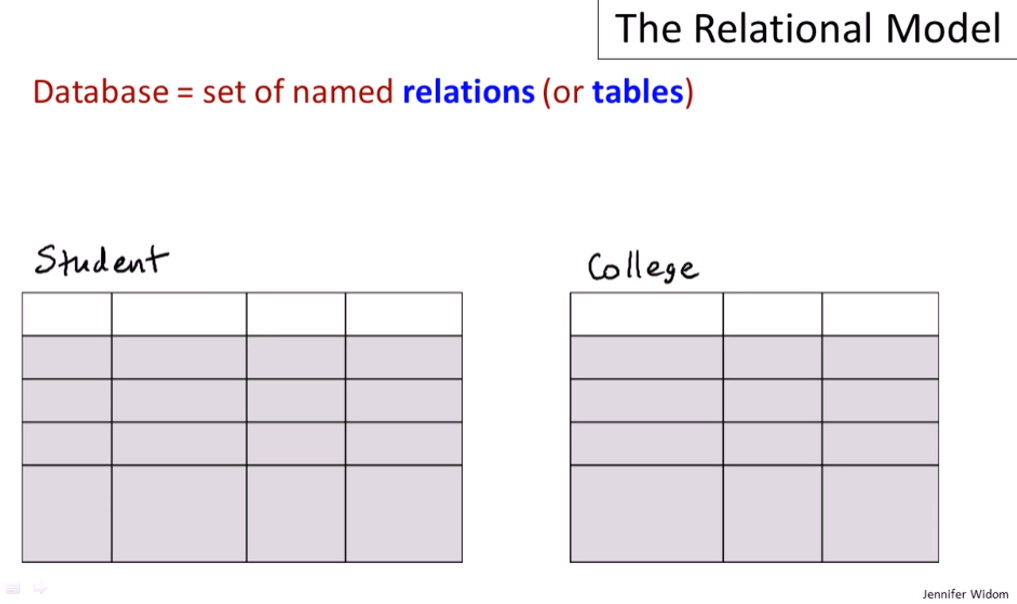 The Relational Model
Database = set of named relations (or tables)
Student
College
Jennifer Widom